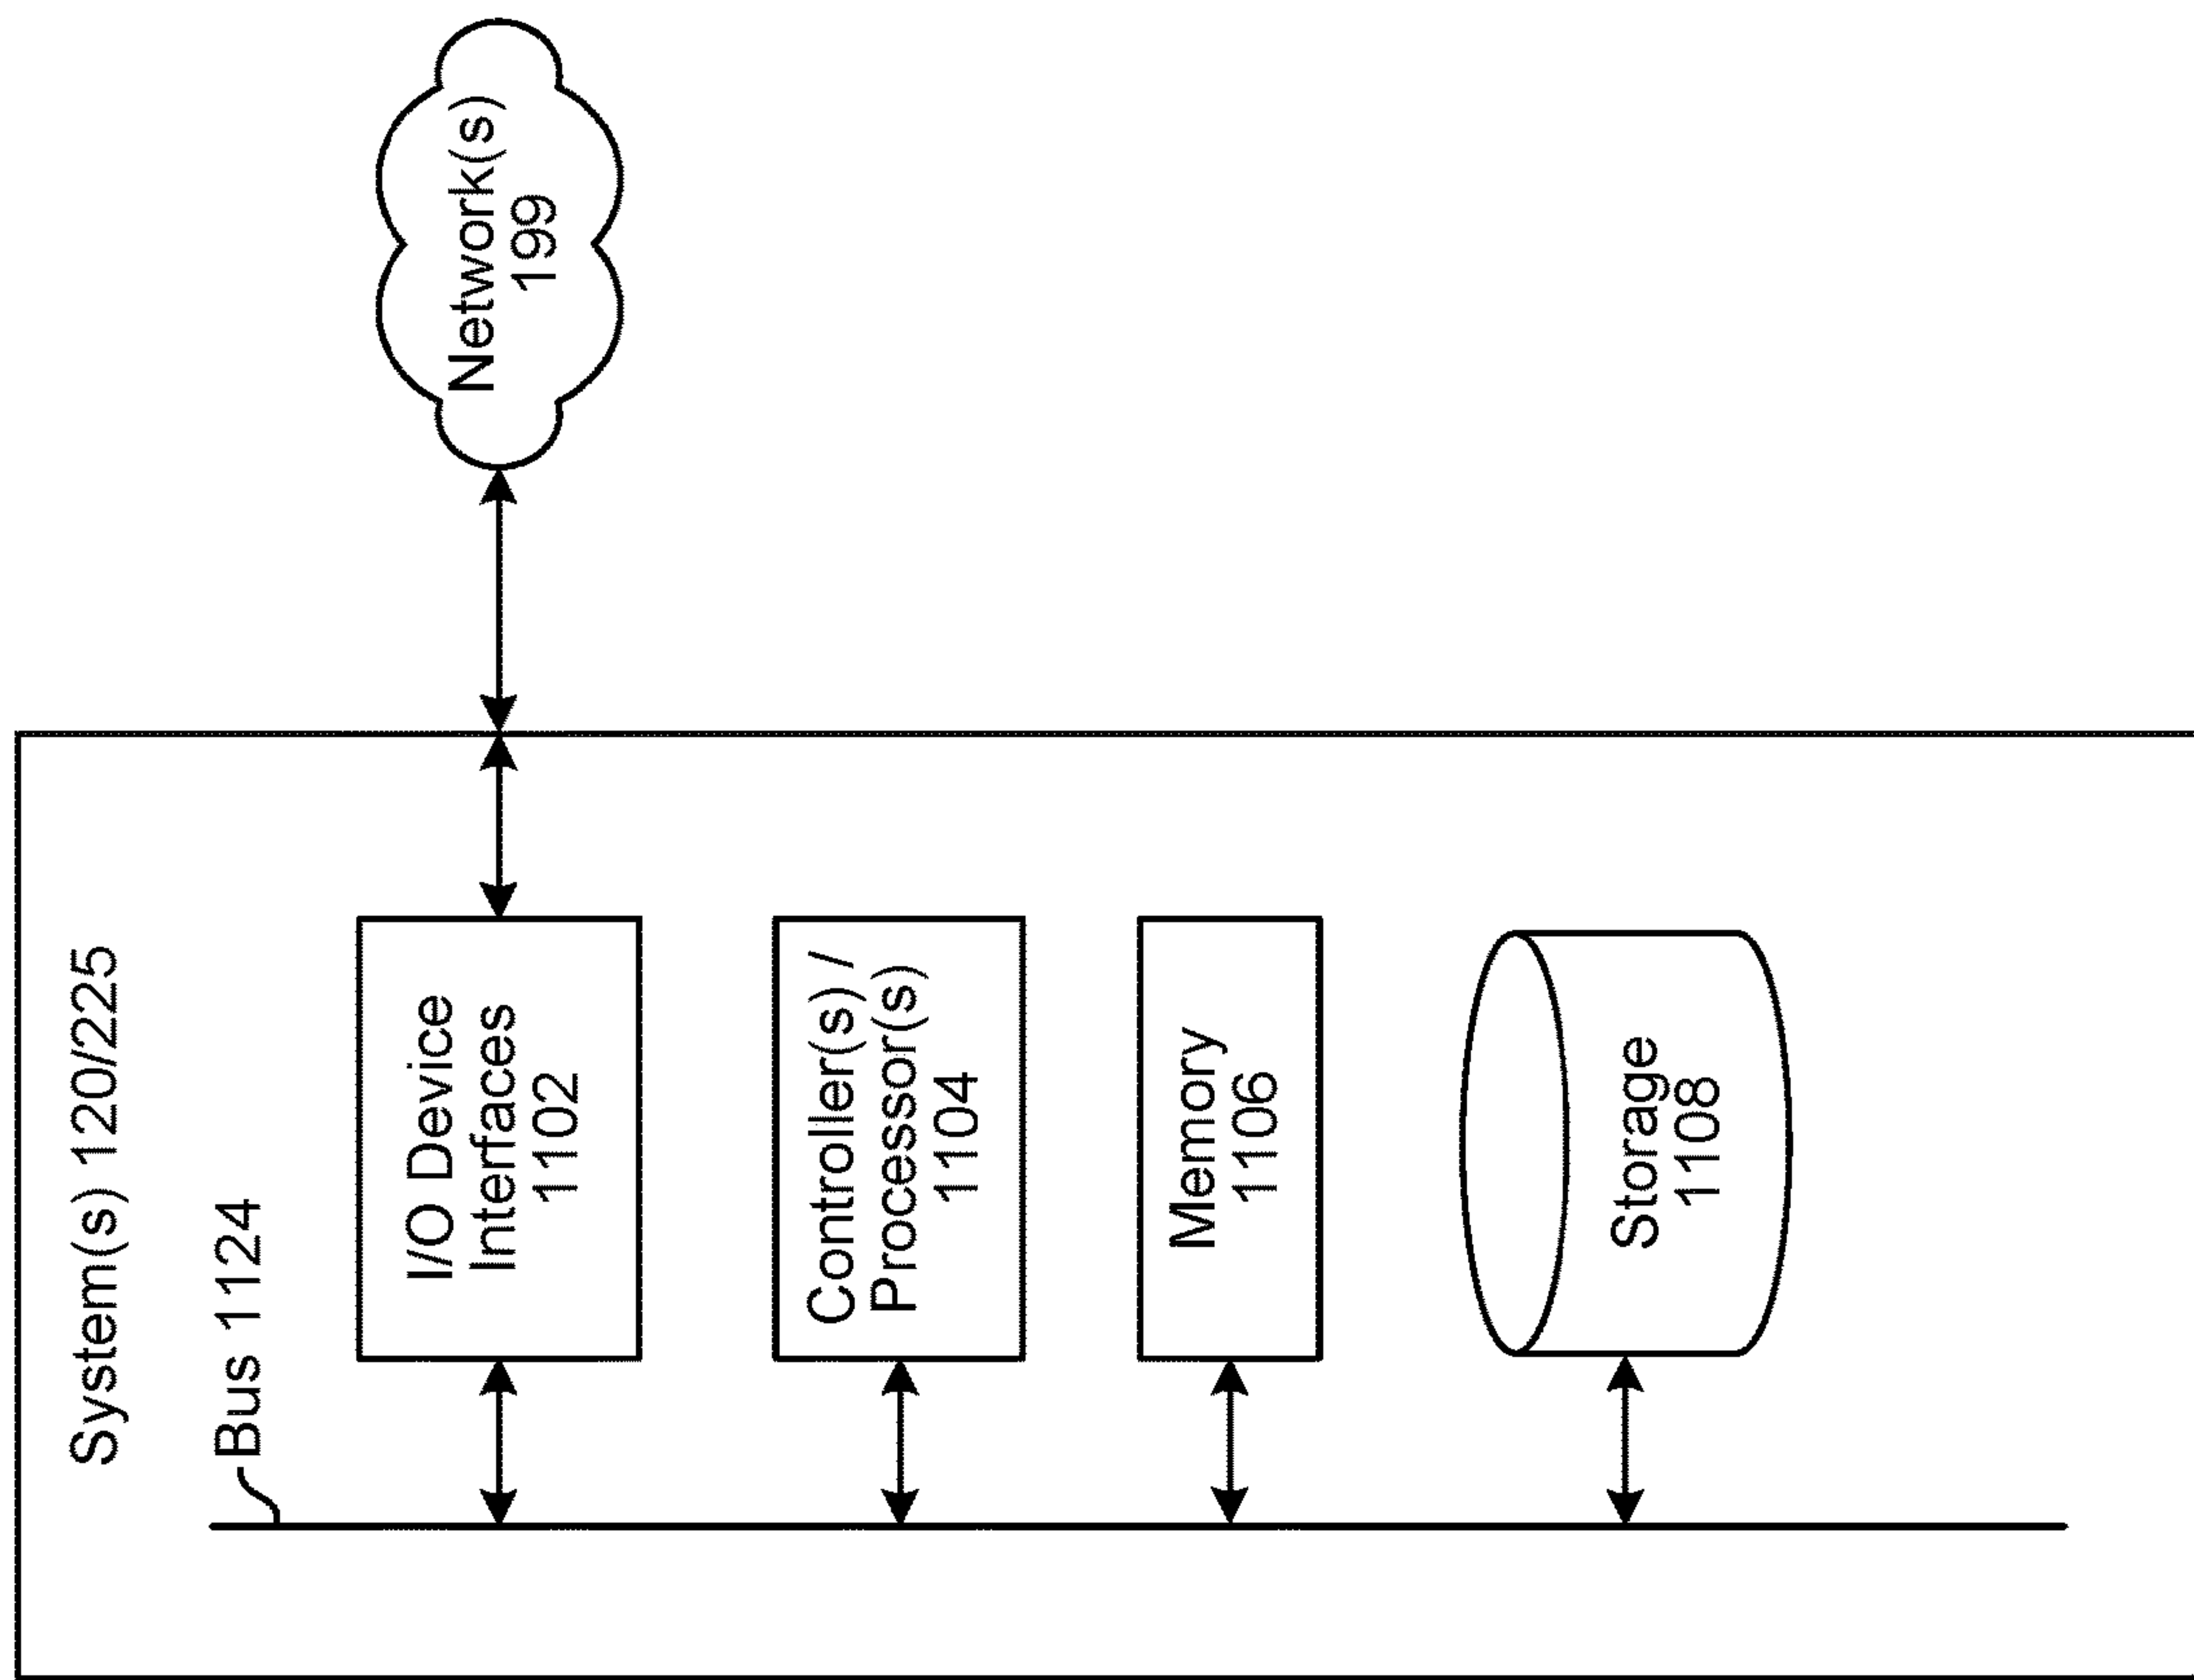 System(s) 120/225
Bus 1124
I/O Device
Interfaces
1102
Network(s)
199
Controller(s) /
Processor(s)
1104
Memory
1106
Storage
1108